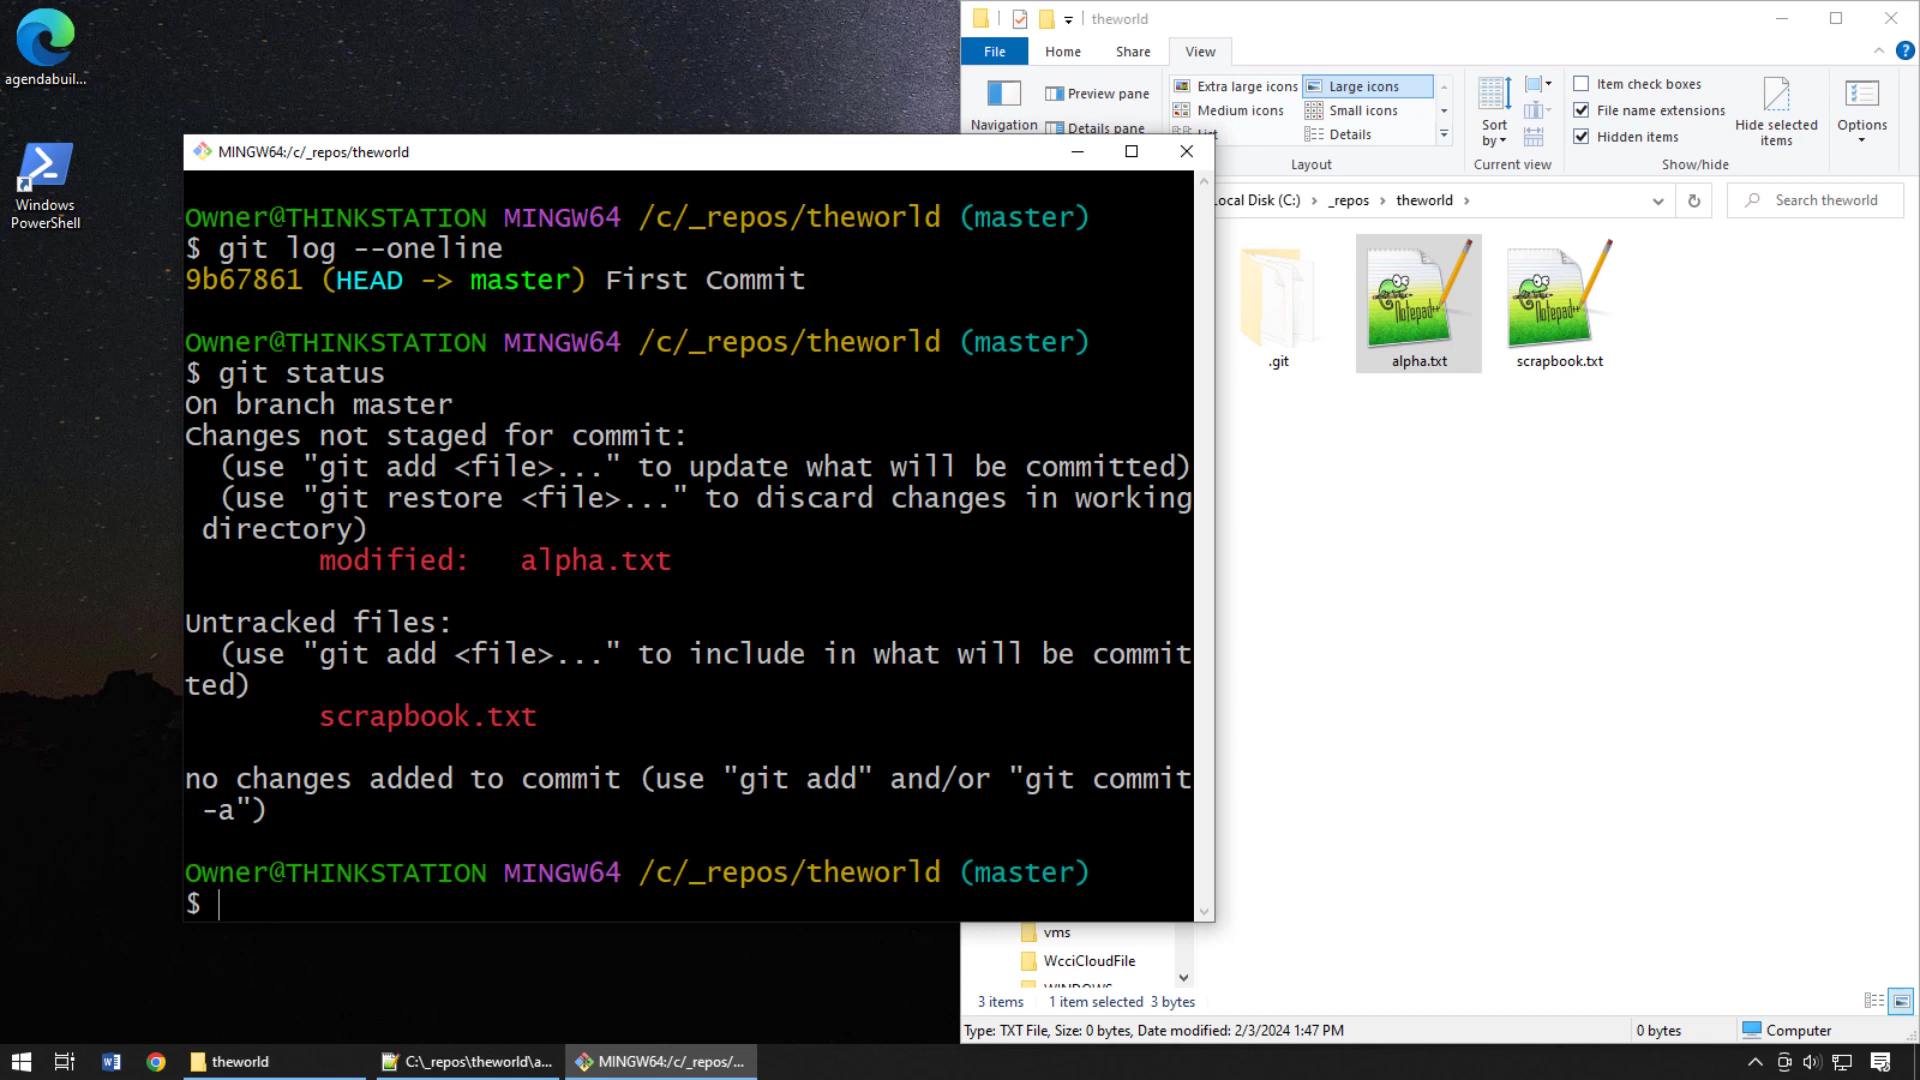 agendabuil...
Windows
PowerShell
theworld
File
Home
Share
View
Navigation
Preview pane
Details pane
Extra large icons
Large icons
Medium icons
Small icons
List
Details
Layout
Sort
by
Current view
Item check boxes
File name extensions
Hidden items
Hide selected
items
Show/hide
Options
Local Disk (C:) > _repos > theworld >
Search theworld
.git
alpha.txt
scrapbook.txt
MINGW64:/c/_repos/theworld
Owner@THINKSTATION MINGW64 /c/_repos/theworld (master)
$ git log --oneline
9b67861 (HEAD -> master) First Commit
Owner@THINKSTATION MINGW64 /c/_repos/theworld (master)
$ git status
On branch master
Changes not staged for commit:
  (use "git add <file>..." to update what will be committed)
  (use "git restore <file>..." to discard changes in working
 directory)
        modified:   alpha.txt
Untracked files:
  (use "git add <file>..." to include in what will be commit
ted)
        scrapbook.txt
no changes added to commit (use "git add" and/or "git commit
 -a")
Owner@THINKSTATION MINGW64 /c/_repos/theworld (master)
$
vms
WcciCloudFile
WINDOWS
3 items
1 item selected 3 bytes
Type: TXT File, Size: 0 bytes, Date modified: 2/3/2024 1:47 PM
0 bytes
Computer
theworld
C:\_repos\theworld\a...
MINGW64:/c/_repos/...